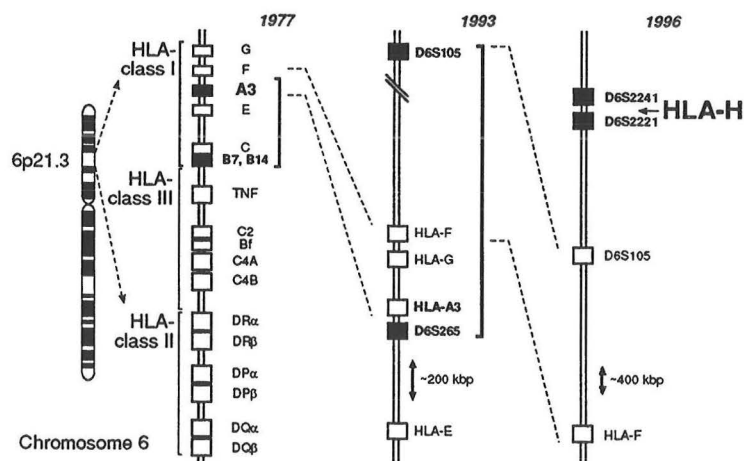 1977
1993
1996
HLA-
class I
G
F
A3
E
C
B7, B14
6p21.3
HLA-
class III
TNF
C2
Bf
C4A
C4B
HLA-
class II
DRα
DRβ
DPα
DPβ
DQα
DQβ
Chromosome 6
D6S105
HLA-F
HLA-G
HLA-A3
D6S265
~200 kbp
HLA-E
D6S2241
HLA-H
D6S2221
D6S105
~400 kbp
HLA-F